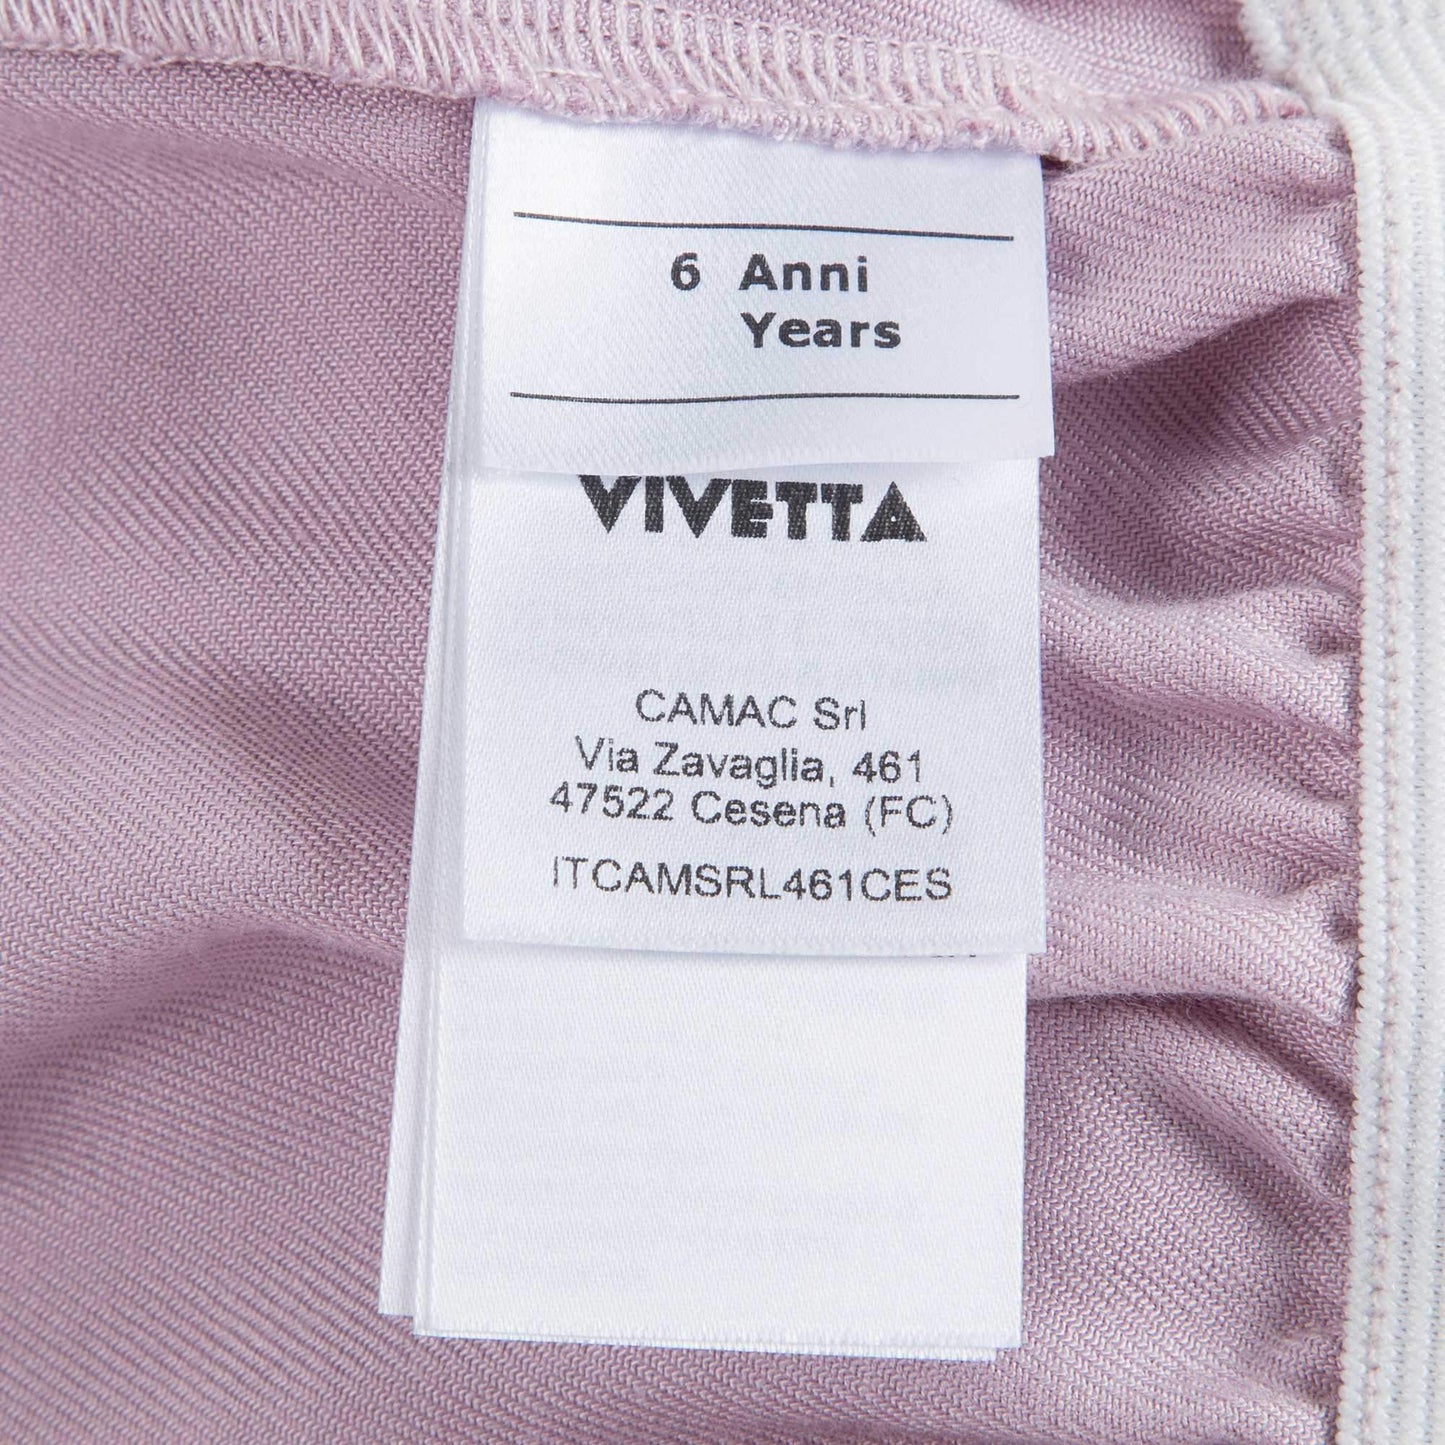 6 Anni
Years
VIVETTA
CAMAC Srl
Via Zavaglia, 461
47522 Cesena (FC)
ITCAMSRL461CES